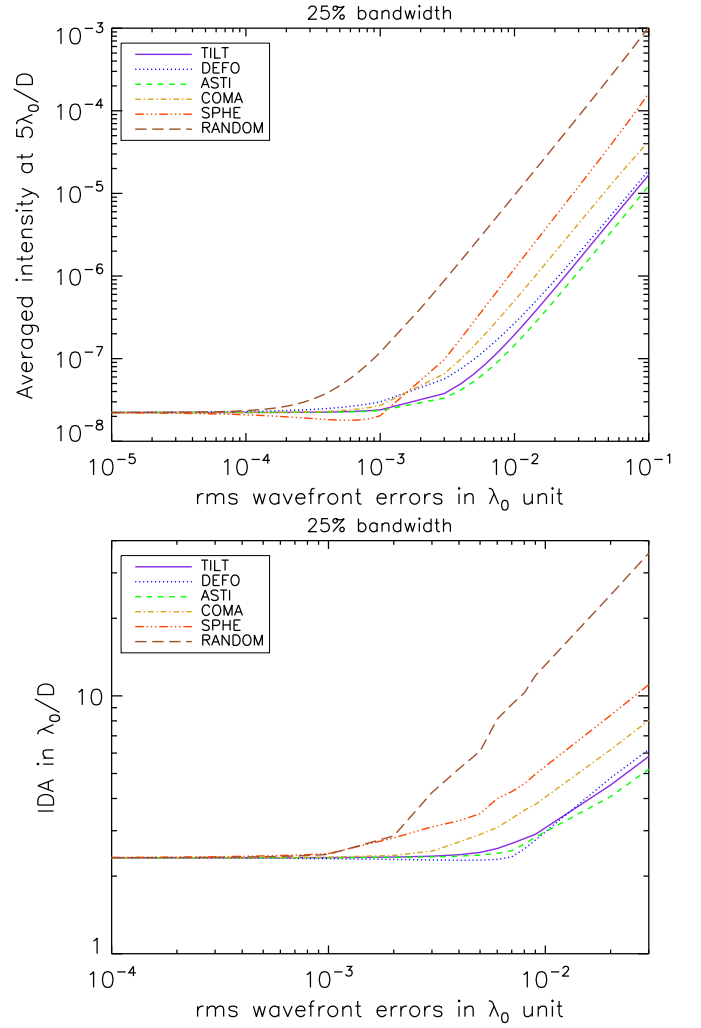 25% bandwidth
Averaged intensity at 5λ₀/D
10⁻³
10⁻⁴
10⁻⁵
10⁻⁶
10⁻⁷
10⁻⁸
TILT
DEFO
ASTI
COMA
SPHE
RANDOM
10⁻⁵ 10⁻⁴ 10⁻³ 10⁻² 10⁻¹
rms wavefront errors in λ₀ unit
25% bandwidth
IDA in λ₀/D
10
1
TILT
DEFO
ASTI
COMA
SPHE
RANDOM
10⁻⁴ 10⁻³ 10⁻²
rms wavefront errors in λ₀ unit